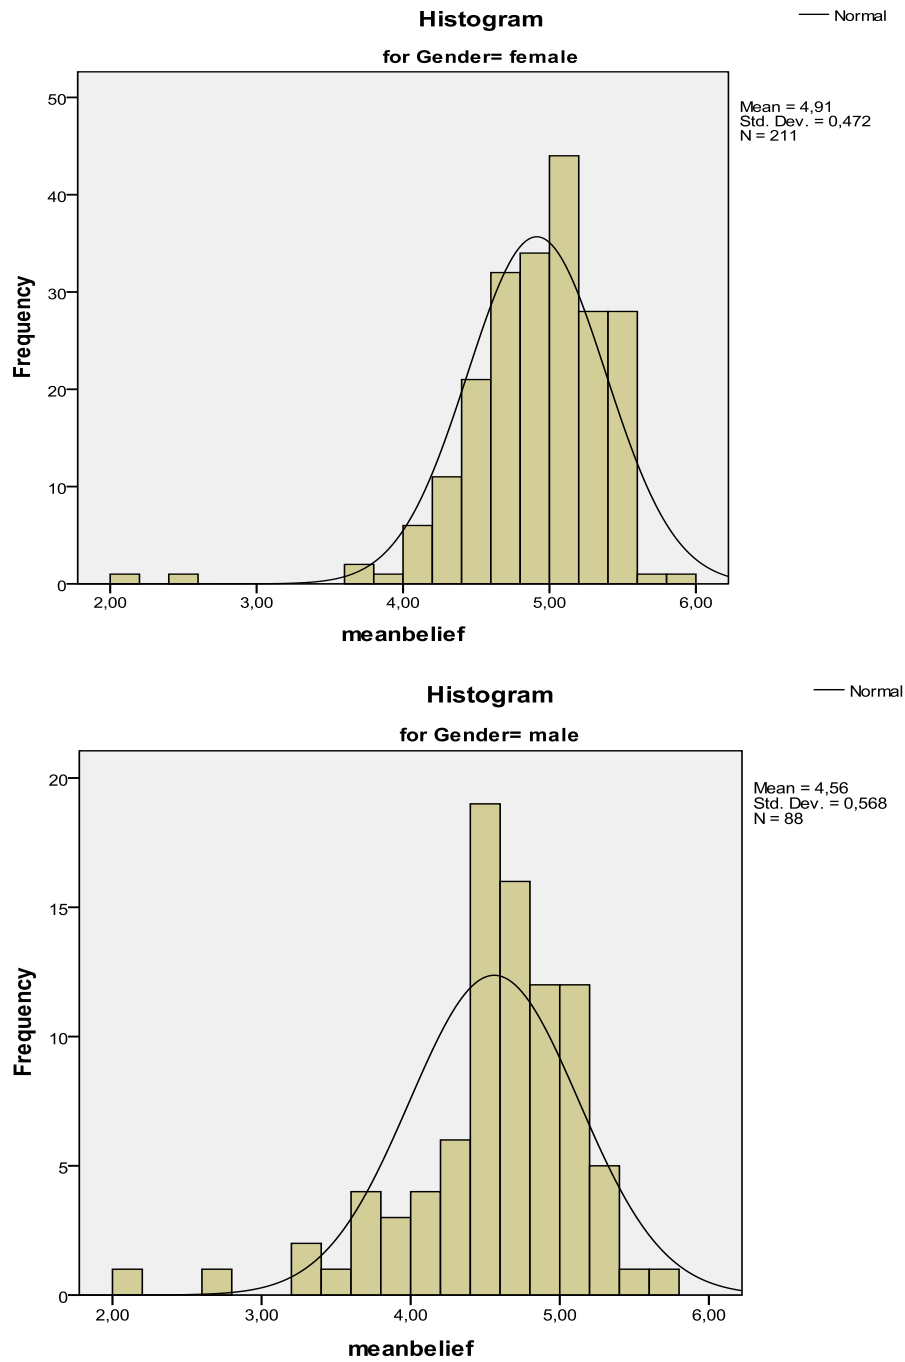 Histogram
Normal
for Gender= female
Mean = 4,91
Std. Dev. = 0,472
N = 211
Frequency
50
40
30
20
10
0
2,00 3,00 4,00 5,00 6,00
meanbelief
Histogram
Normal
for Gender= male
Mean = 4,56
Std. Dev. = 0,568
N = 88
Frequency
20
15
10
5
0
2,00 3,00 4,00 5,00 6,00
meanbelief